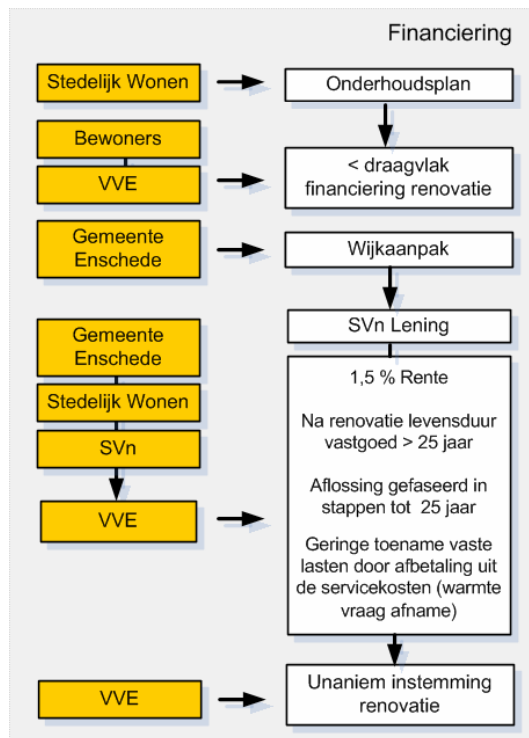 Financiering
Stedelijk Wonen
Onderhoudsplan
Bewoners
VVE
< draagvlak
financiering renovatie
Gemeente
Enschede
Wijkaanpak
SVn Lening
Gemeente
Enschede
Stedelijk Wonen
SVn
VVE
1,5 % Rente
Na renovatie levensduur
vastgoed > 25 jaar
Aflossing gefaseerd in
stappen tot 25 jaar
Geringe toename vaste
lasten door afbetaling uit
de servicekosten (warmte
vraag afname)
VVE
Unaniem instemming
renovatie